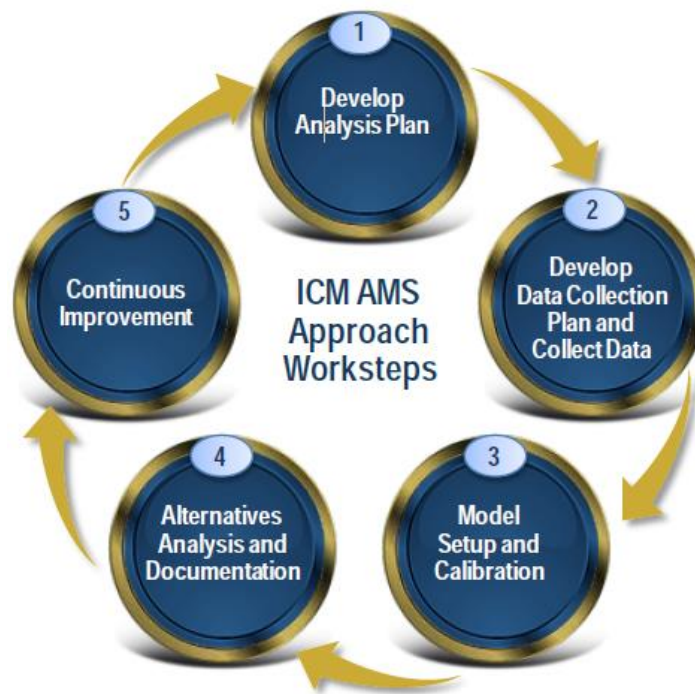 1
Develop
Analysis Plan
2
Develop
Data Collection
Plan and
Collect Data
3
Model
Setup and
Calibration
4
Alternatives
Analysis and
Documentation
5
Continuous
Improvement
ICM AMS
Approach
Worksteps